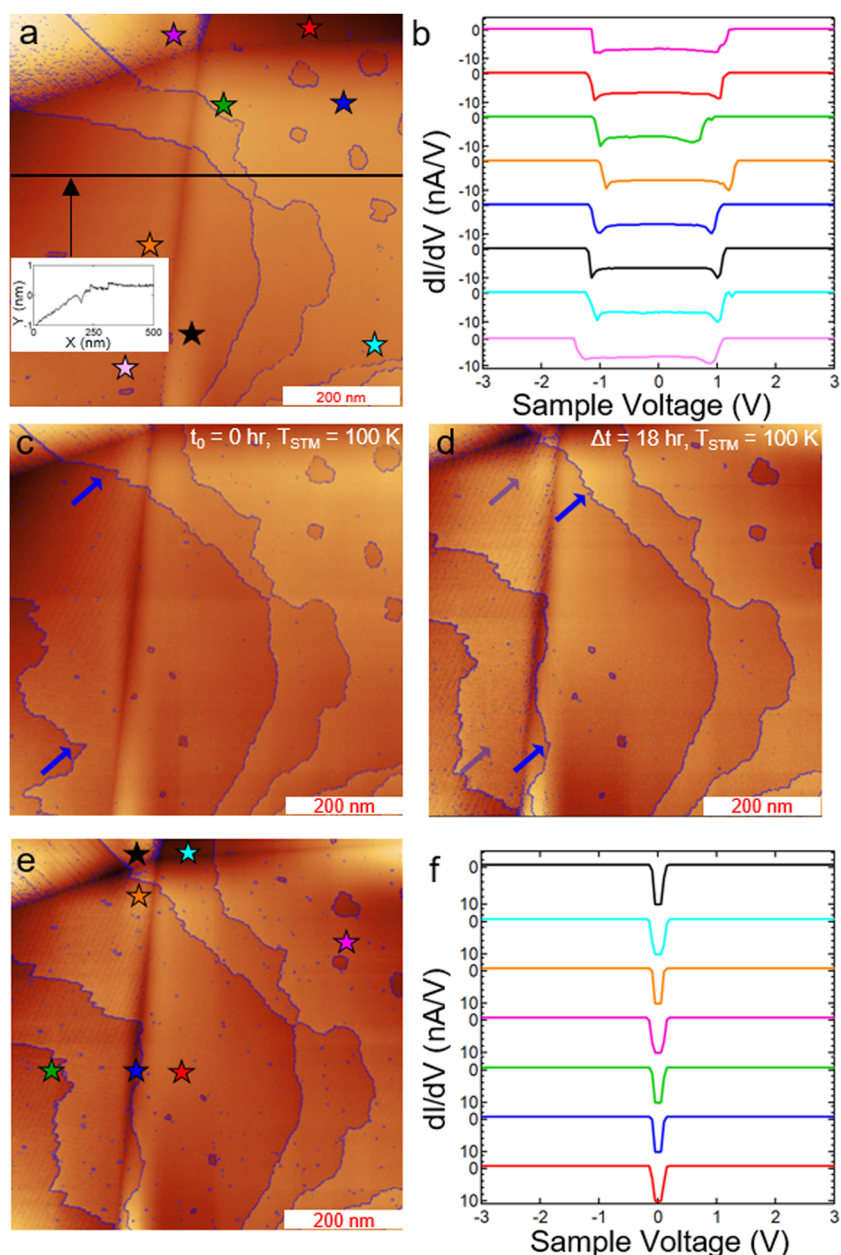 a
1
0
-1
Y (nm)
0
250
500
X (nm)
200 nm
b
0
-10
0
-10
0
-10
0
-10
0
-10
0
-10
0
-10
0
-10
dI/dV (nA/V)
-3 -2 -1 0 1 2 3
Sample Voltage (V)
c
t₀ = 0 hr, T_STM = 100 K
200 nm
d
Δt = 18 hr, T_STM = 100 K
200 nm
e
200 nm
f
0
10
0
10
0
10
0
10
0
10
0
10
0
10
dI/dV (nA/V)
-3 -2 -1 0 1 2 3
Sample Voltage (V)